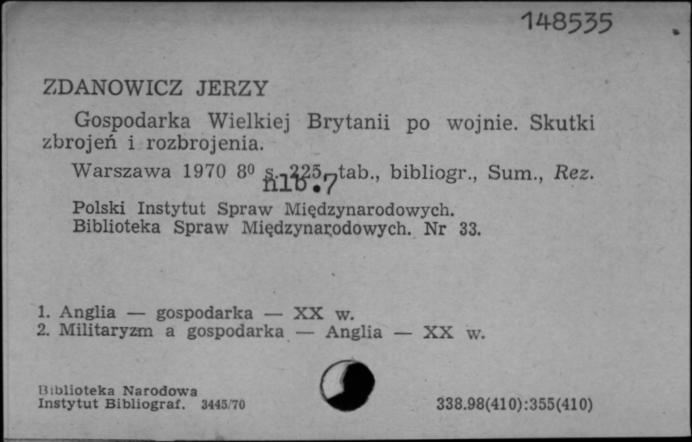 148535
ZDANOWICZ JERZY
Gospodarka Wielkiej Brytanii po wojnie. Skutki
zbrojeń i rozbrojenia.
Warszawa 1970 8⁰ s. 225, tab., bibliogr., Sum., Rez.
nlb.7
Polski Instytut Spraw Międzynarodowych.
Biblioteka Spraw Międzynarodowych. Nr 33.
1. Anglia — gospodarka — XX w.
2. Militaryzm a gospodarka — Anglia — XX w.
Biblioteka Narodowa
Instytut Bibliograf. 3445/70
338.98(410):355(410)